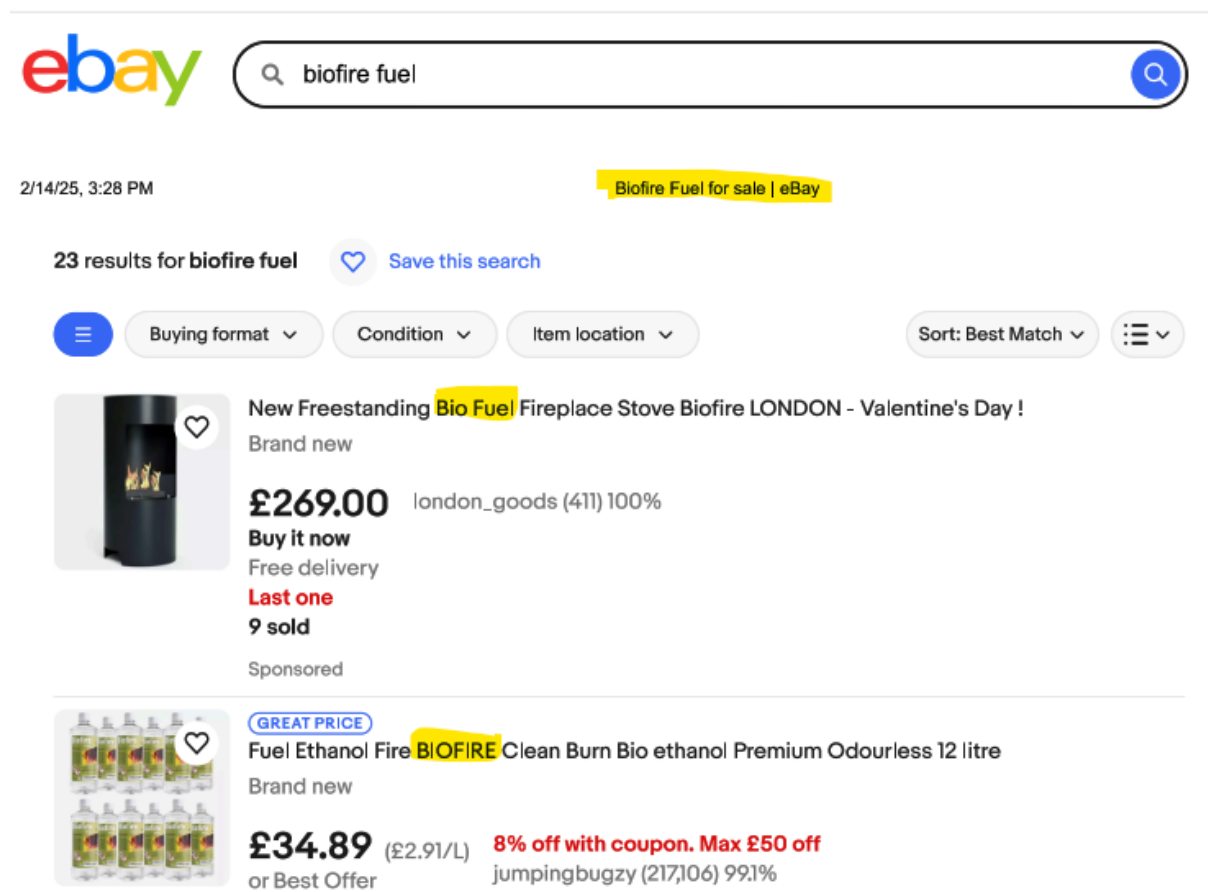 ebay
biofire fuel
2/14/25, 3:28 PM
Biofire Fuel for sale | eBay
23 results for biofire fuel
Save this search
Buying format
Condition
Item location
Sort: Best Match
New Freestanding Bio Fuel Fireplace Stove Biofire LONDON - Valentine's Day !
Brand new
£269.00
london_goods (411) 100%
Buy it now
Free delivery
Last one
9 sold
Sponsored
GREAT PRICE
Fuel Ethanol Fire BIOFIRE Clean Burn Bio ethanol Premium Odourless 12 litre
Brand new
£34.89 (£2.91/L)
8% off with coupon. Max £50 off
or Best Offer
jumpingbugzy (217,106) 99.1%